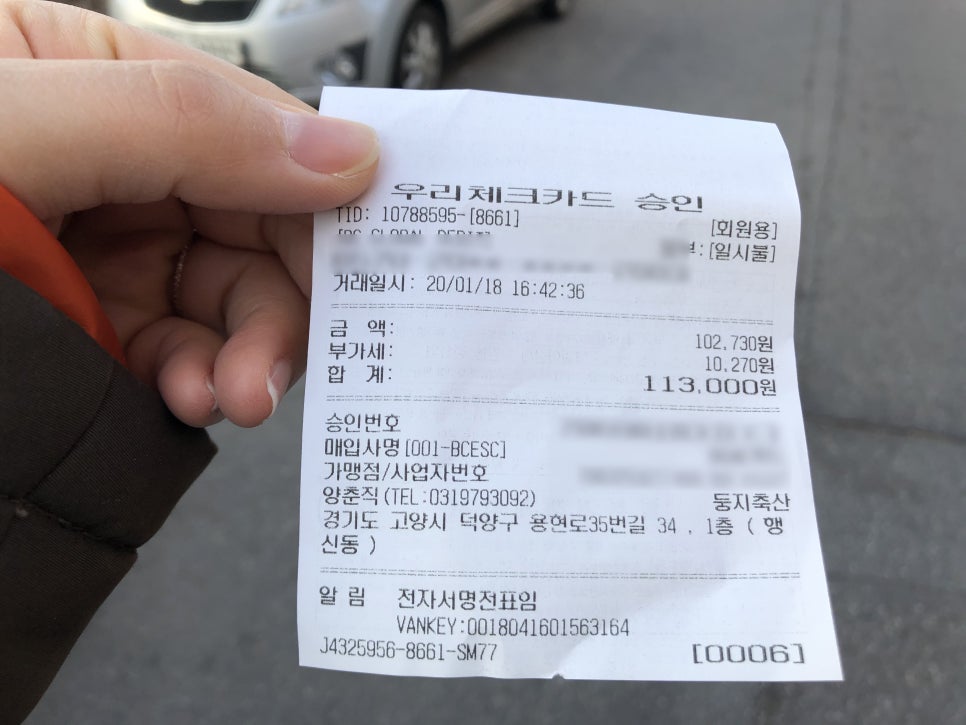 우리체크카드 승인
TID: 10788595-[8661] [회원용]
:[일시불]
거래일시: 20/01/18 16:42:36
금 액: 102,730원
부가세: 10,270원
합 계: 113,000원
승인번호
매입사명[001-BCESC]
가맹점/사업자번호
양춘직(TEL:0319793092) 둥지축산
경기도 고양시 덕양구 용현로35번길 34 , 1층 ( 행
신동 )
알 림 전자서명전표임
VANKEY:0018041601563164
J4325956-8661-SM77 [0006]